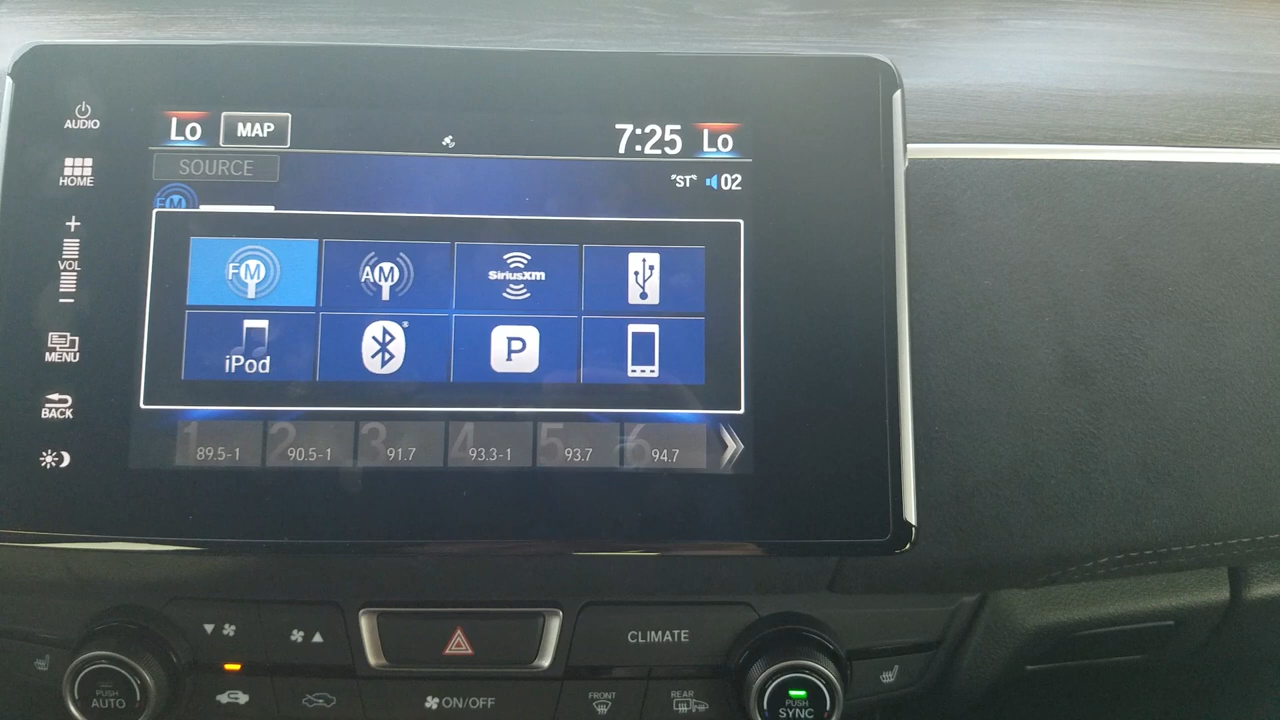 AUDIO
HOME
+
VOL
−
MENU
BACK
Lo
MAP
7:25
Lo
SOURCE
"ST"
02
FM
FM
AM
SiriusXM
iPod
P
1
89.5-1
2
90.5-1
3
91.7
4
93.3-1
5
93.7
6
94.7
CLIMATE
PUSH
AUTO
ON/OFF
FRONT
REAR
PUSH
SYNC